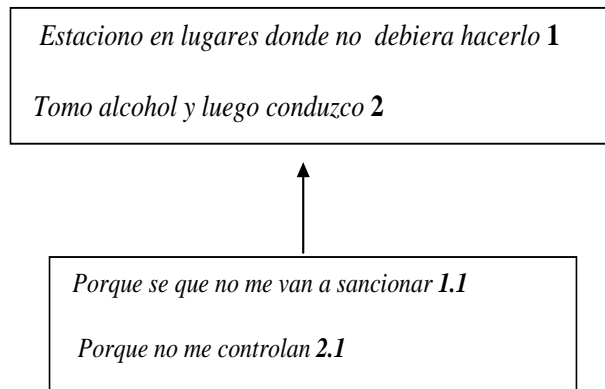 Estaciono en lugares donde no debiera hacerlo 1
Tomo alcohol y luego conduzco 2
Porque se que no me van a sancionar 1.1
Porque no me controlan 2.1